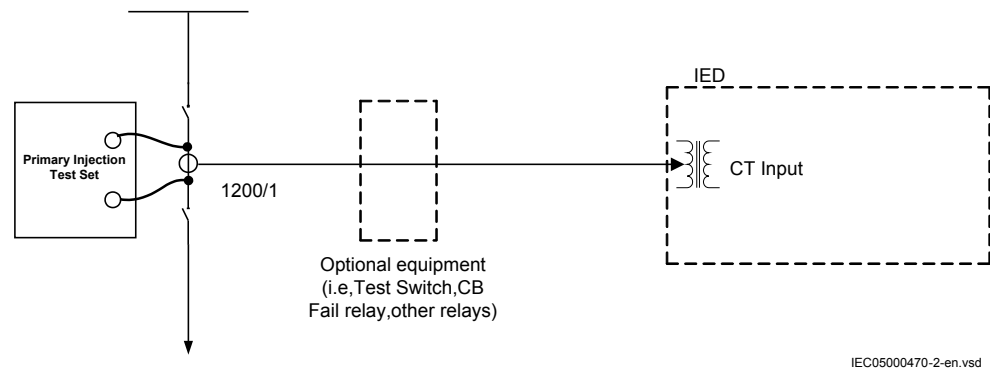 IED
Primary Injection
Test Set
CT Input
1200/1
Optional equipment
(i.e,Test Switch,CB
Fail relay,other relays)
IEC05000470-2-en.vsd